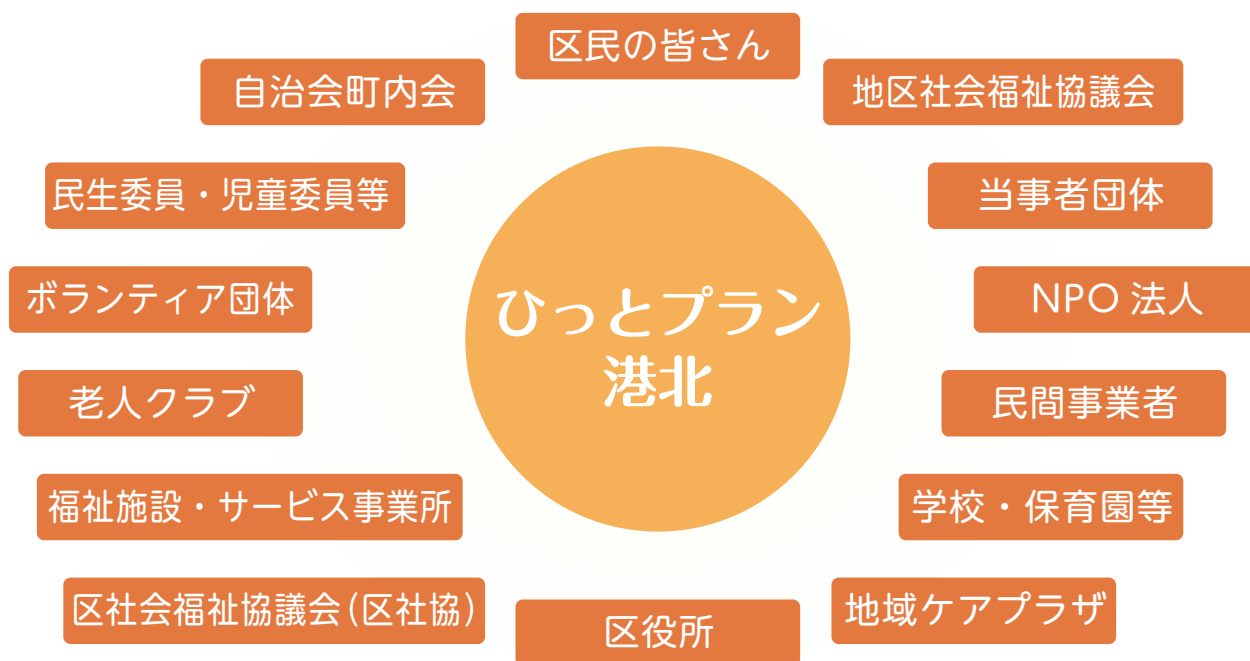 区民の皆さん
自治会町内会
地区社会福祉協議会
民生委員・児童委員等
当事者団体
ボランティア団体
NPO 法人
ひっとプラン
港北
老人クラブ
民間事業者
福祉施設・サービス事業所
学校・保育園等
区社会福祉協議会(区社協)
区役所
地域ケアプラザ